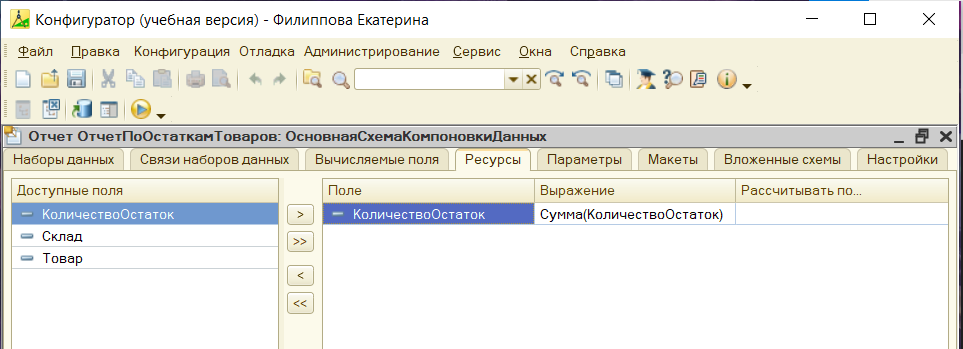 Конфигуратор (учебная версия) - Филиппова Екатерина
Файл Правка Конфигурация Отладка Администрирование Сервис Окна Справка
Отчет ОтчетПоОстаткамТоваров: ОсновнаяСхемаКомпоновкиДанных
Наборы данных Связи наборов данных Вычисляемые поля Ресурсы Параметры Макеты Вложенные схемы Настройки
Доступные поля Поле Выражение Рассчитывать по...
КоличествоОстаток > КоличествоОстаток Сумма(КоличествоОстаток)
Склад >>
Товар <
<<